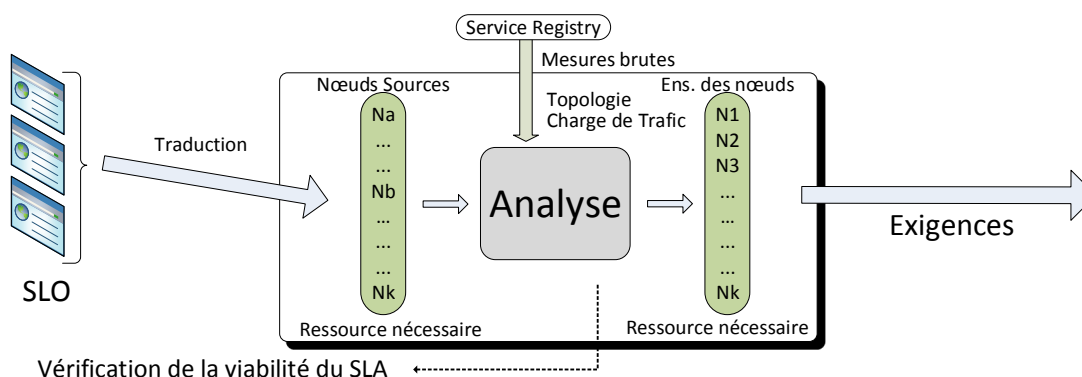 Service Registry
Mesures brutes
Nœuds Sources
Ens. des nœuds
Topologie
Charge de Trafic
Traduction
Na
...
...
Nb
...
...
...
Nk
Analyse
N1
N2
N3
...
...
...
...
Nk
Exigences
SLO
Ressource nécessaire
Ressource nécessaire
Vérification de la viabilité du SLA